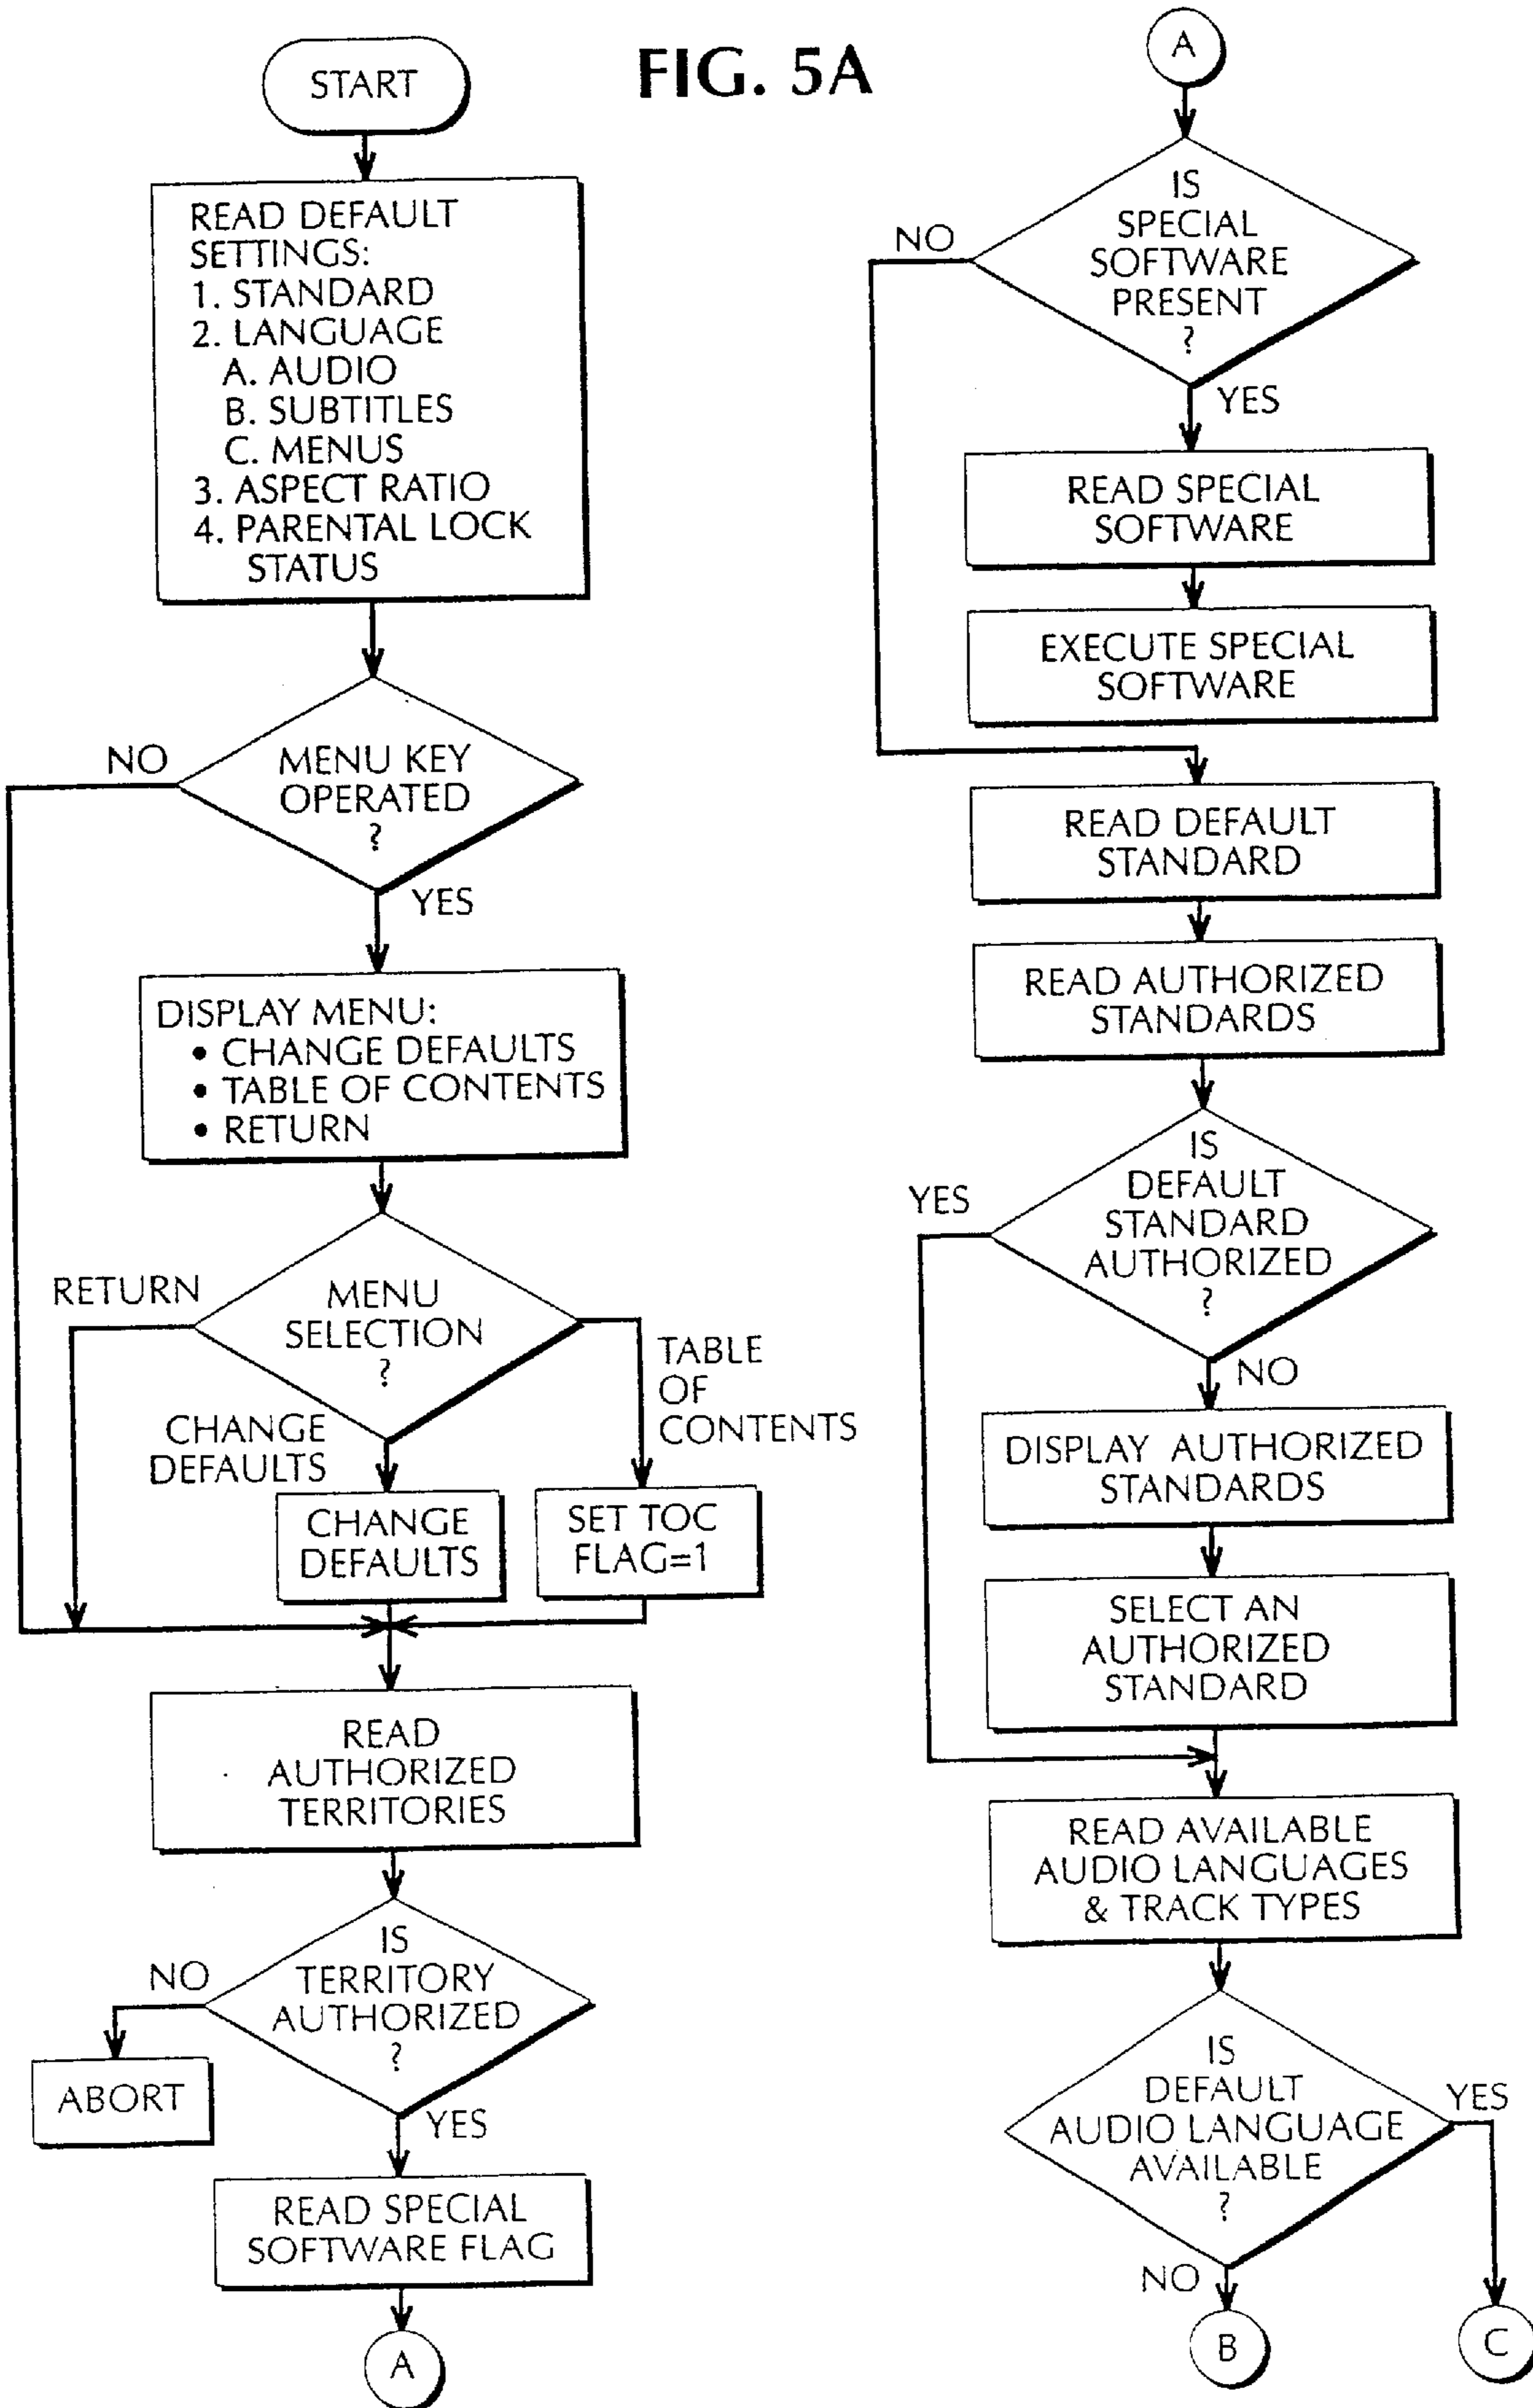 FIG. 5A
START
READ DEFAULT
SETTINGS:
1. STANDARD
2. LANGUAGE
A. AUDIO
B. SUBTITLES
C. MENUS
3. ASPECT RATIO
4. PARENTAL LOCK
STATUS
NO
MENU KEY
OPERATED
?
YES
DISPLAY MENU:
• CHANGE DEFAULTS
• TABLE OF CONTENTS
• RETURN
RETURN
MENU
SELECTION
?
TABLE
OF
CONTENTS
CHANGE
DEFAULTS
CHANGE
DEFAULTS
SET TOC
FLAG=1
READ
AUTHORIZED
TERRITORIES
NO
IS
TERRITORY
AUTHORIZED
?
ABORT
YES
READ SPECIAL
SOFTWARE FLAG
A
A
NO
IS
SPECIAL
SOFTWARE
PRESENT
?
YES
READ SPECIAL
SOFTWARE
EXECUTE SPECIAL
SOFTWARE
READ DEFAULT
STANDARD
READ AUTHORIZED
STANDARDS
YES
IS
DEFAULT
STANDARD
AUTHORIZED
?
NO
DISPLAY AUTHORIZED
STANDARDS
SELECT AN
AUTHORIZED
STANDARD
READ AVAILABLE
AUDIO LANGUAGES
& TRACK TYPES
IS
DEFAULT
AUDIO LANGUAGE
AVAILABLE
?
YES
NO
B
C